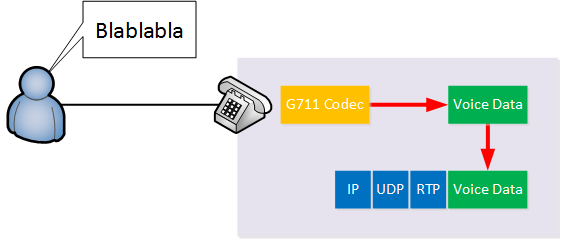 Blablabla
G711 Codec
Voice Data
IP UDP RTP Voice Data